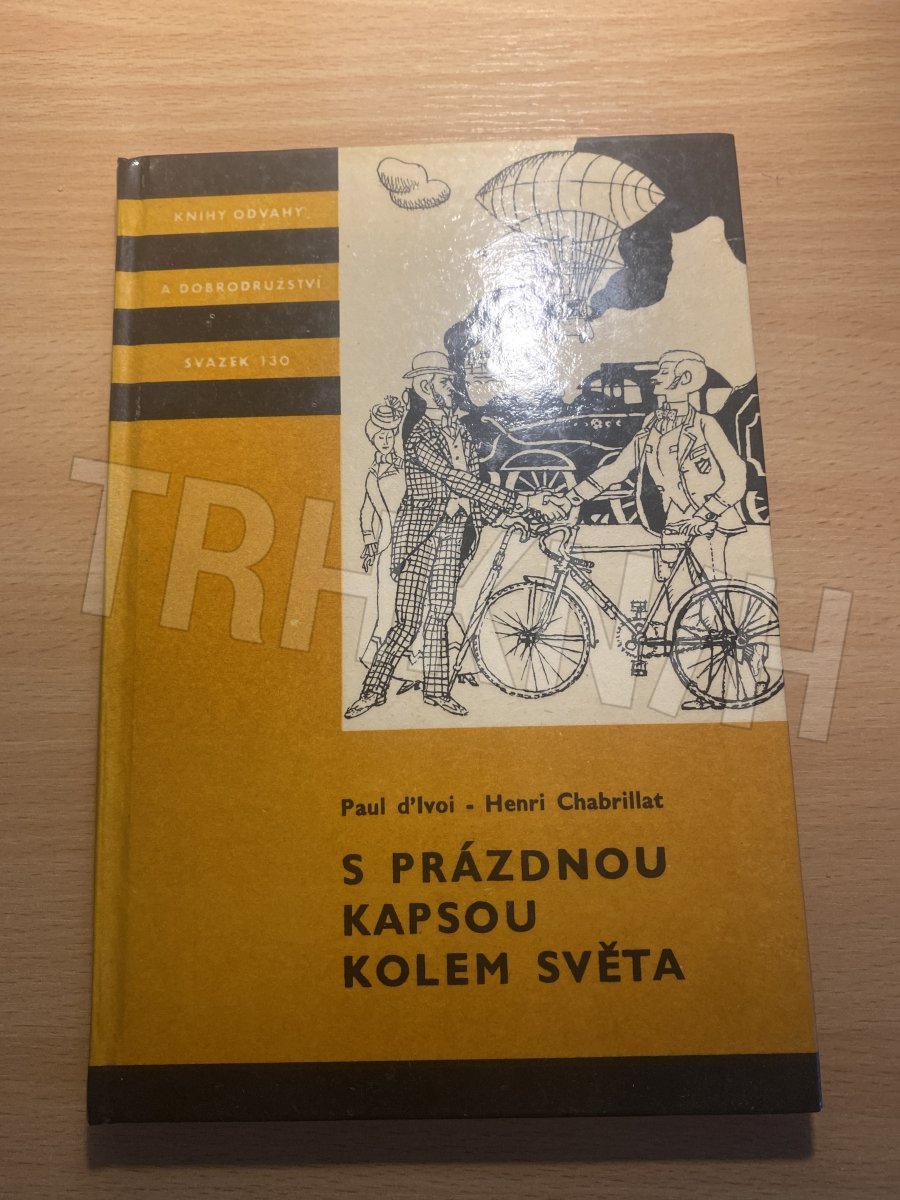 KNIHY ODVAHY
A DOBRODRUŽSTVÍ
SVAZEK 130
Paul d'Ivoi - Henri Chabrillat
S PRÁZDNOU
KAPSOU
KOLEM SVĚTA